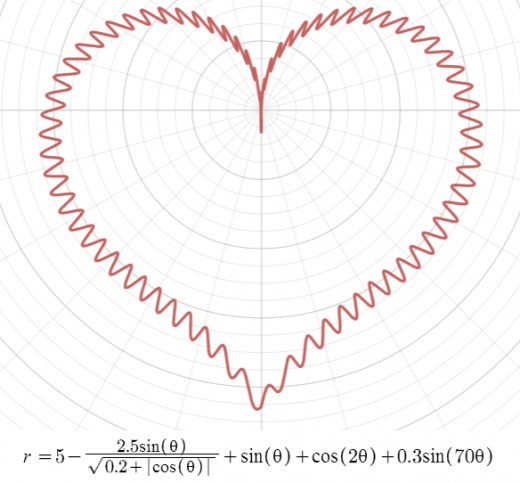 r = 5 − 2.5sin(θ) / √(0.2 + |cos(θ)|) + sin(θ) + cos(2θ) + 0.3sin(70θ)